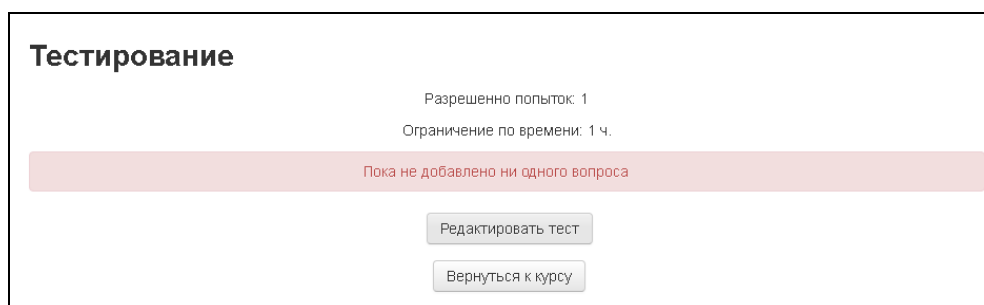 Тестирование
Разрешенно попыток: 1
Ограничение по времени: 1 ч.
Пока не добавлено ни одного вопроса
Редактировать тест
Вернуться к курсу